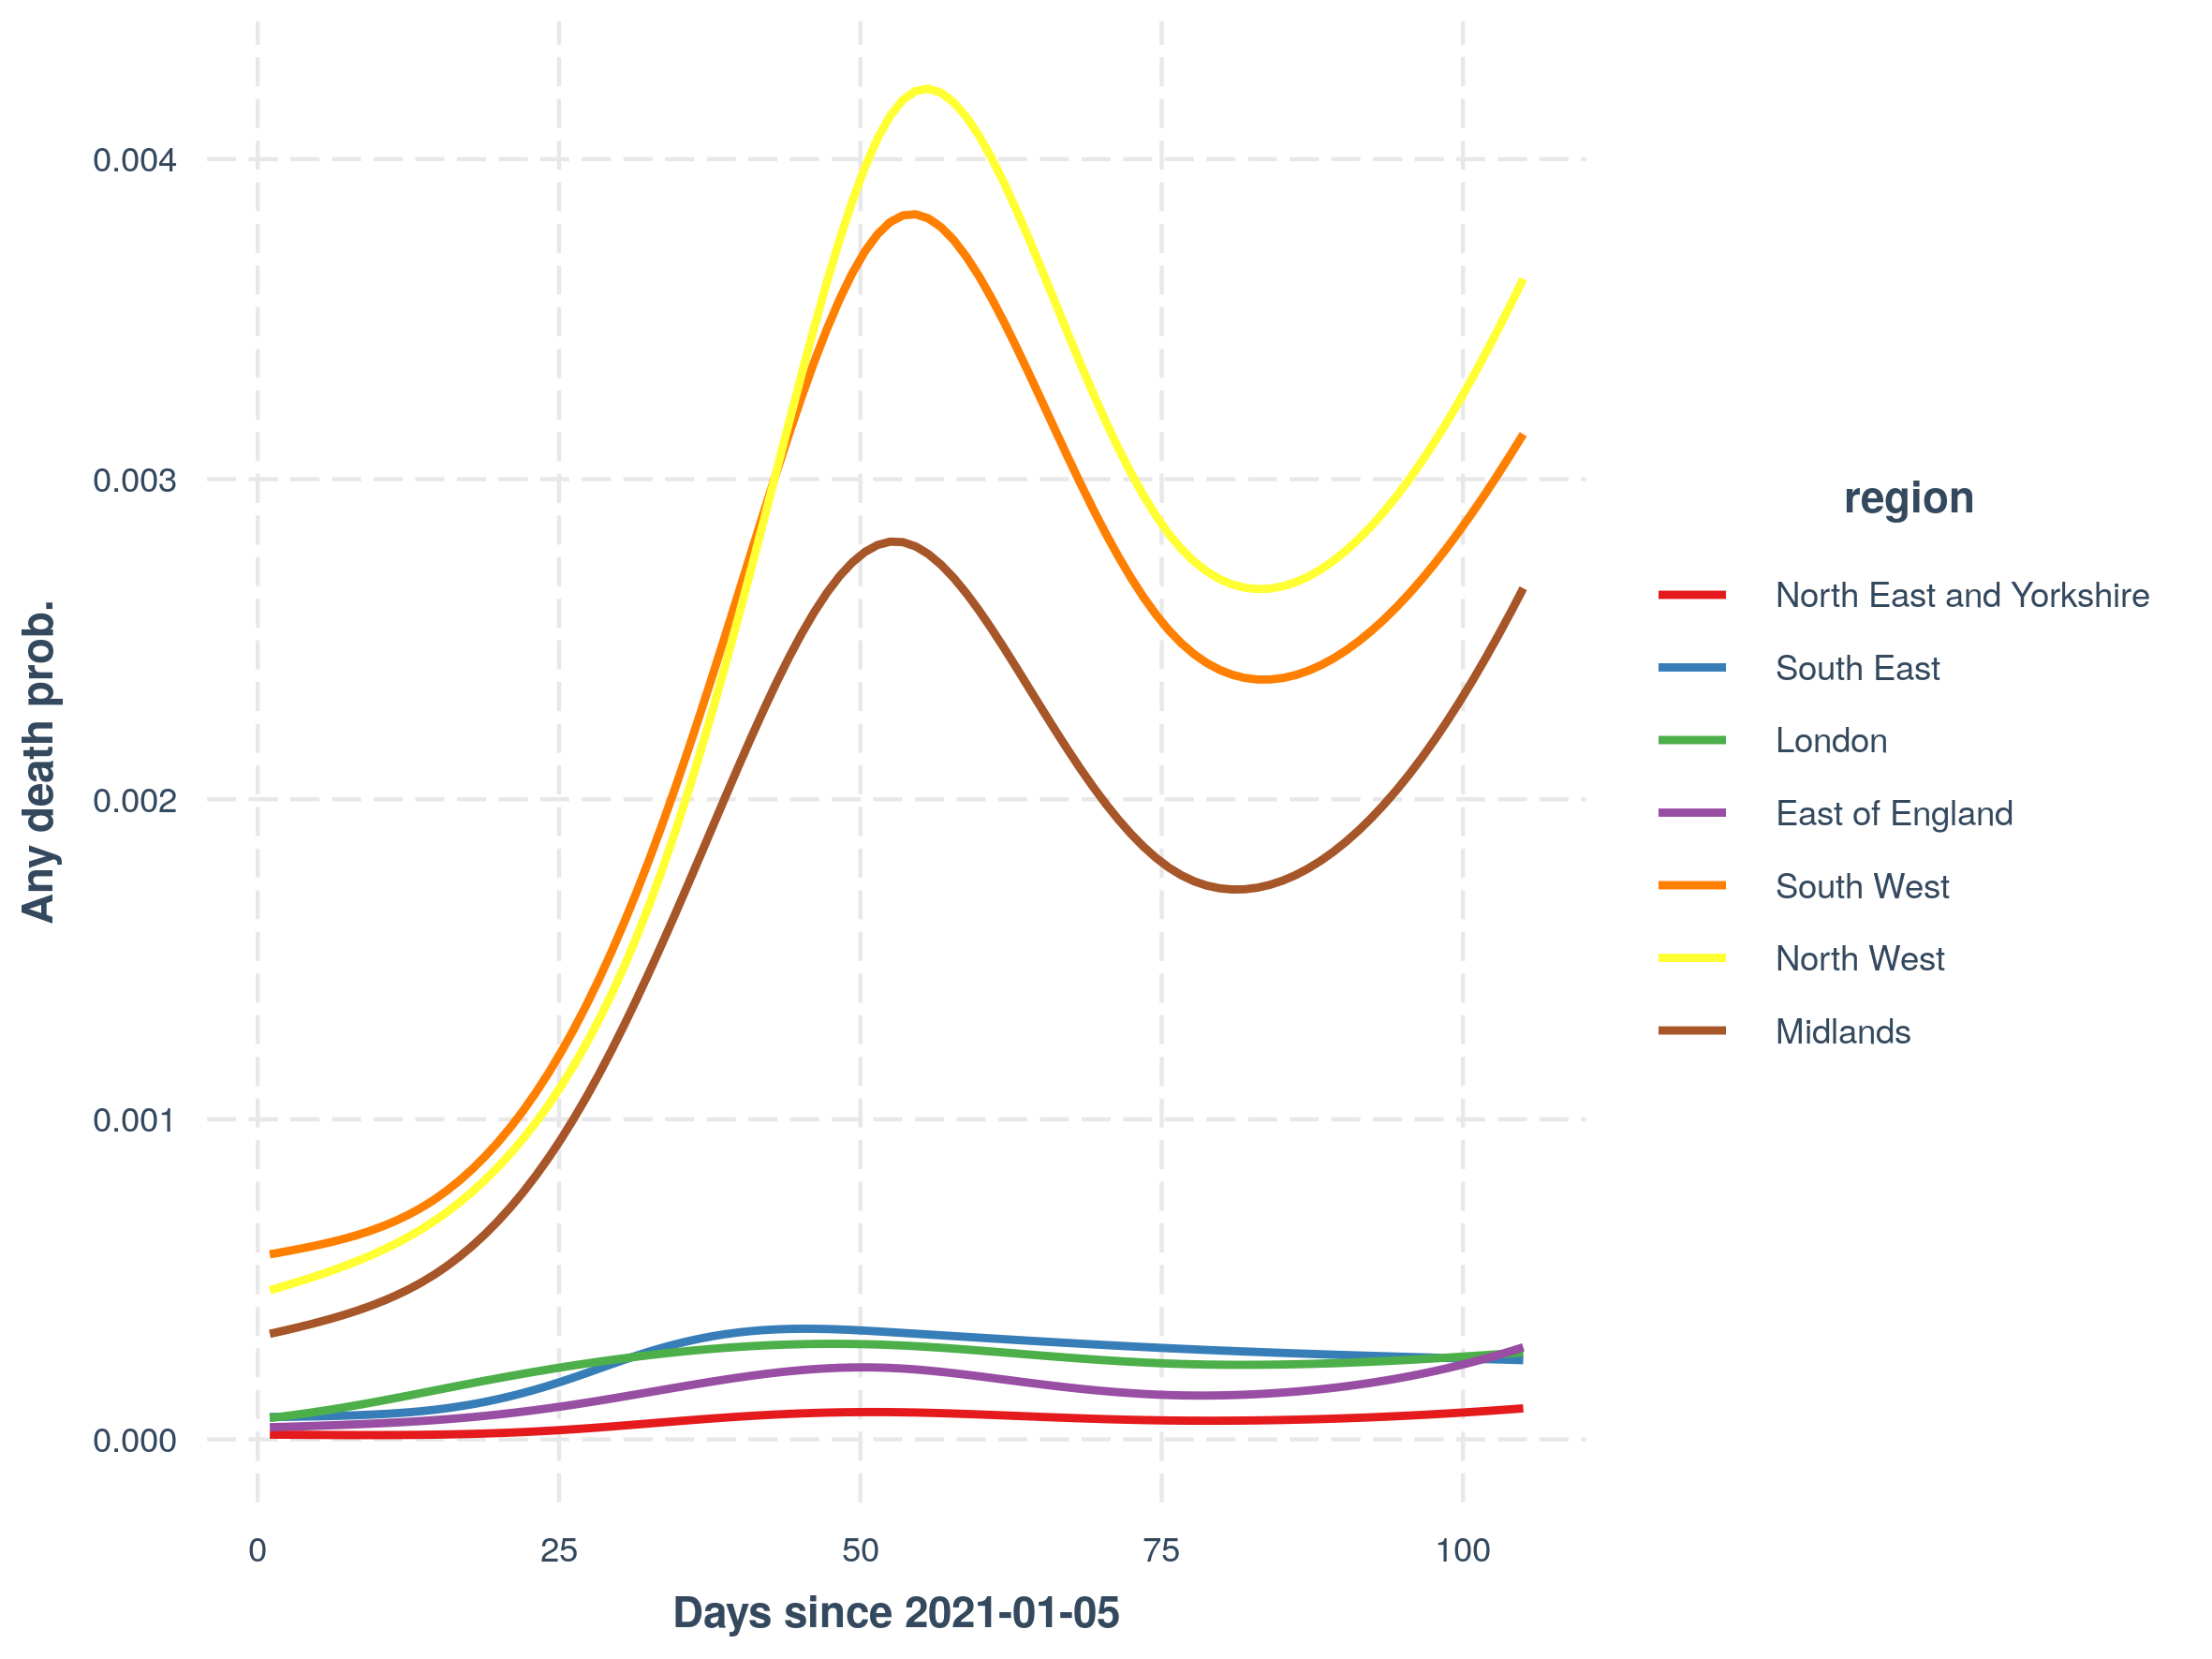 Any death prob.
0.004
0.003
0.002
0.001
0.000
0 25 50 75 100
Days since 2021-01-05
region
North East and Yorkshire
South East
London
East of England
South West
North West
Midlands